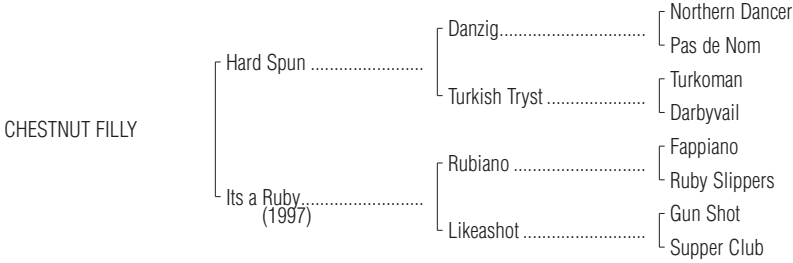 Northern Dancer
Danzig..............................
Pas de Nom
Hard Spun .......................
Turkoman
Turkish Tryst ....................
Darbyvail
CHESTNUT FILLY
Fappiano
Rubiano ...........................
Ruby Slippers
Its a Ruby.........................
(1997)
Gun Shot
Likeashot .........................
Supper Club